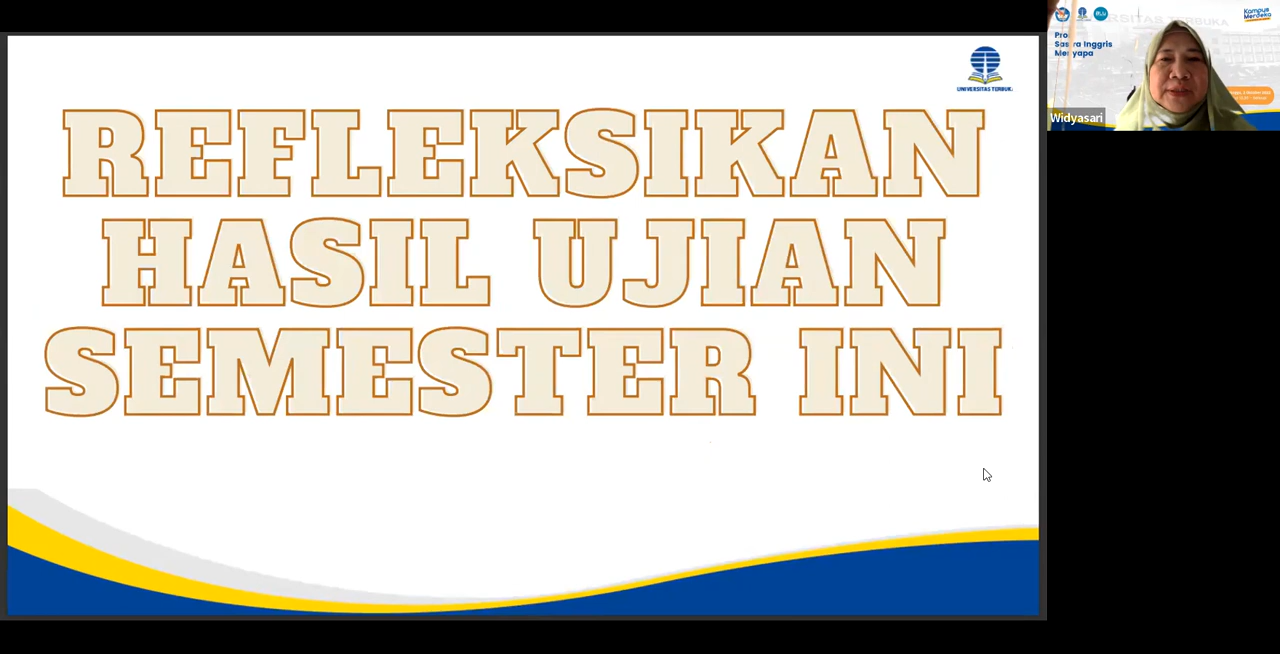 UNIVERSITAS TERBUKA
REFLEKSIKAN
HASIL UJIAN
SEMESTER INI
Kampus
Merdeka
Sastra Inggris
Menyapa
Widyasari